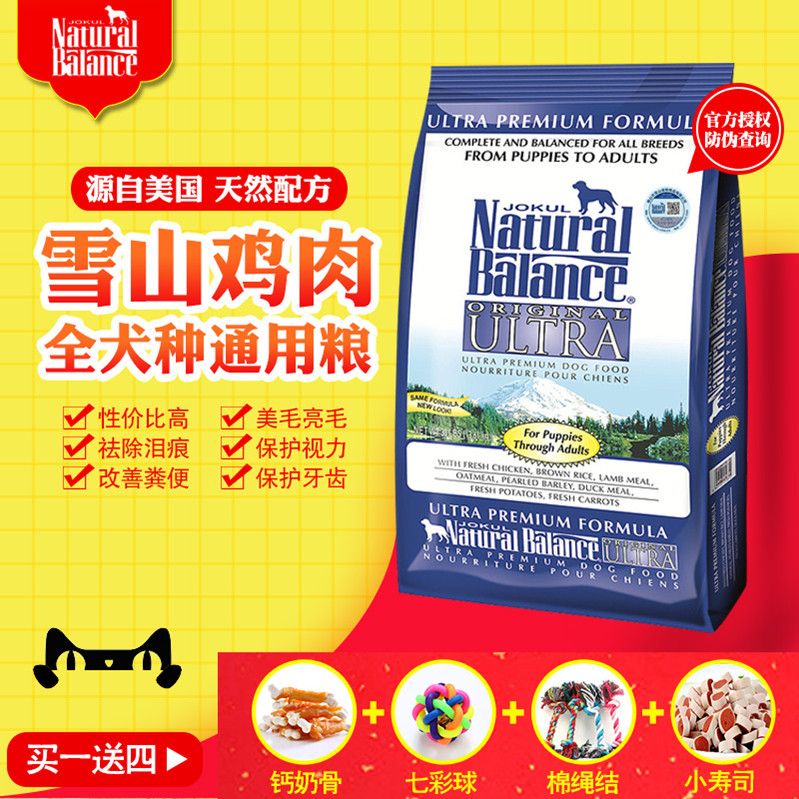 JOKUL
Natural
Balance
源自美国 天然配方
雪山鸡肉
全犬种通用粮
性价比高
美毛亮毛
祛除泪痕
保护视力
改善粪便
保护牙齿
官方授权
防伪查询
ULTRA PREMIUM FORMUL
COMPLETE AND BALANCED FOR ALL BREEDS
FROM PUPPIES TO ADULTS
JOKUL
Natural
Balance®
ORIGINAL
ULTRA
ULTRA PREMIUM DOG FOOD
NOURRITURE POUR CHIENS
SAME FORMULA
NEW LOOK!
For Puppies
Through Adults
WITH FRESH CHICKEN, BROWN RICE, LAMB MEAL,
OATMEAL, PEARLED BARLEY, DUCK MEAL,
FRESH POTATOES, FRESH CARROTS
ULTRA PREMIUM FORMULA
JOKUL
Natural Balance® ORIGINAL ULTRA
ULTRA PREMIUM DOG FOOD
NOURRITURE POUR CHIENS
买一送四
钙奶骨
七彩球
棉绳结
小寿司